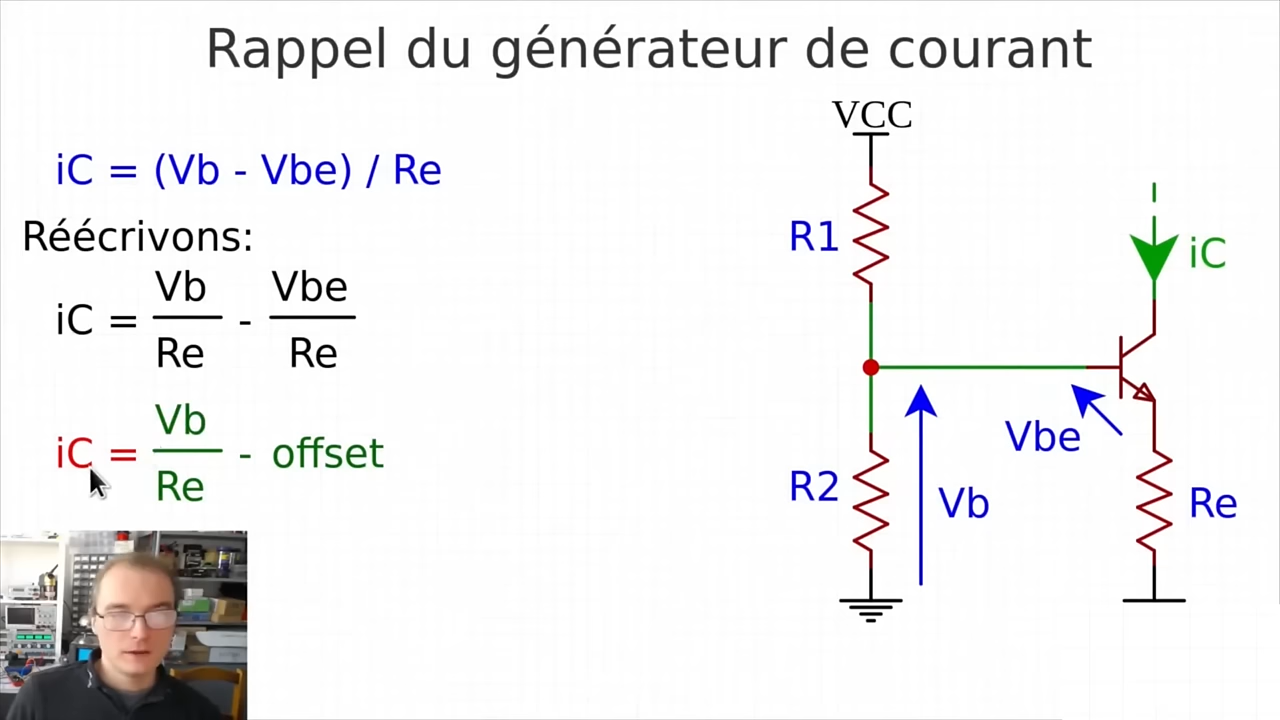 Rappel du générateur de courant
iC = (Vb - Vbe) / Re
Réécrivons:
iC = Vb / Re - Vbe / Re
iC = Vb / Re - offset
VCC
R1
iC
Vbe
R2
Vb
Re